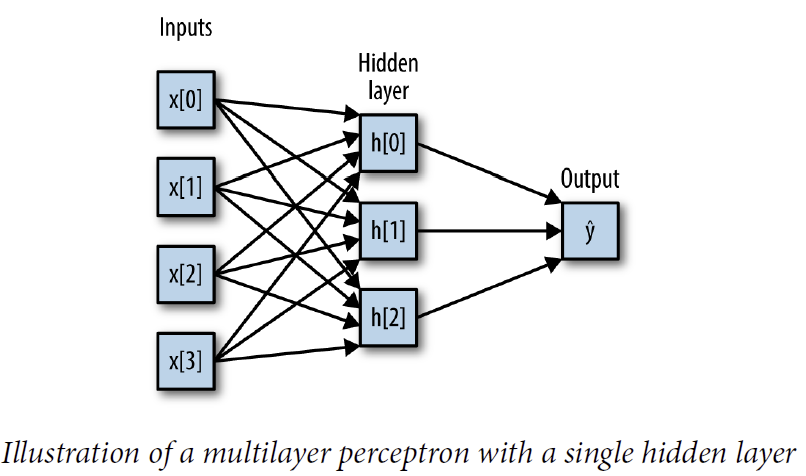 Inputs
Hidden
layer
Output
x[0]
x[1]
x[2]
x[3]
h[0]
h[1]
h[2]
ŷ
Illustration of a multilayer perceptron with a single hidden layer